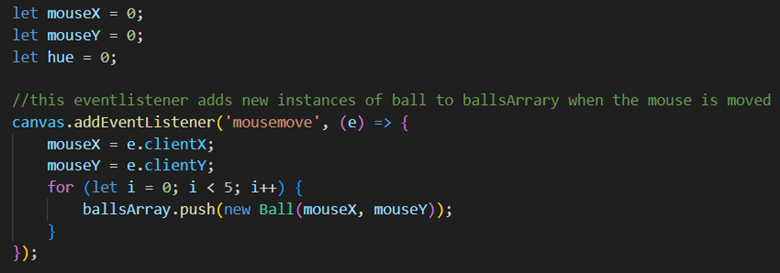 let mouseX = 0;
let mouseY = 0;
let hue = 0;
//this eventlistener adds new instances of ball to ballsArrary when the mouse is moved
canvas.addEventListener('mousemove', (e) => {
    mouseX = e.clientX;
    mouseY = e.clientY;
    for (let i = 0; i < 5; i++) {
        ballsArray.push(new Ball(mouseX, mouseY));
    }
});